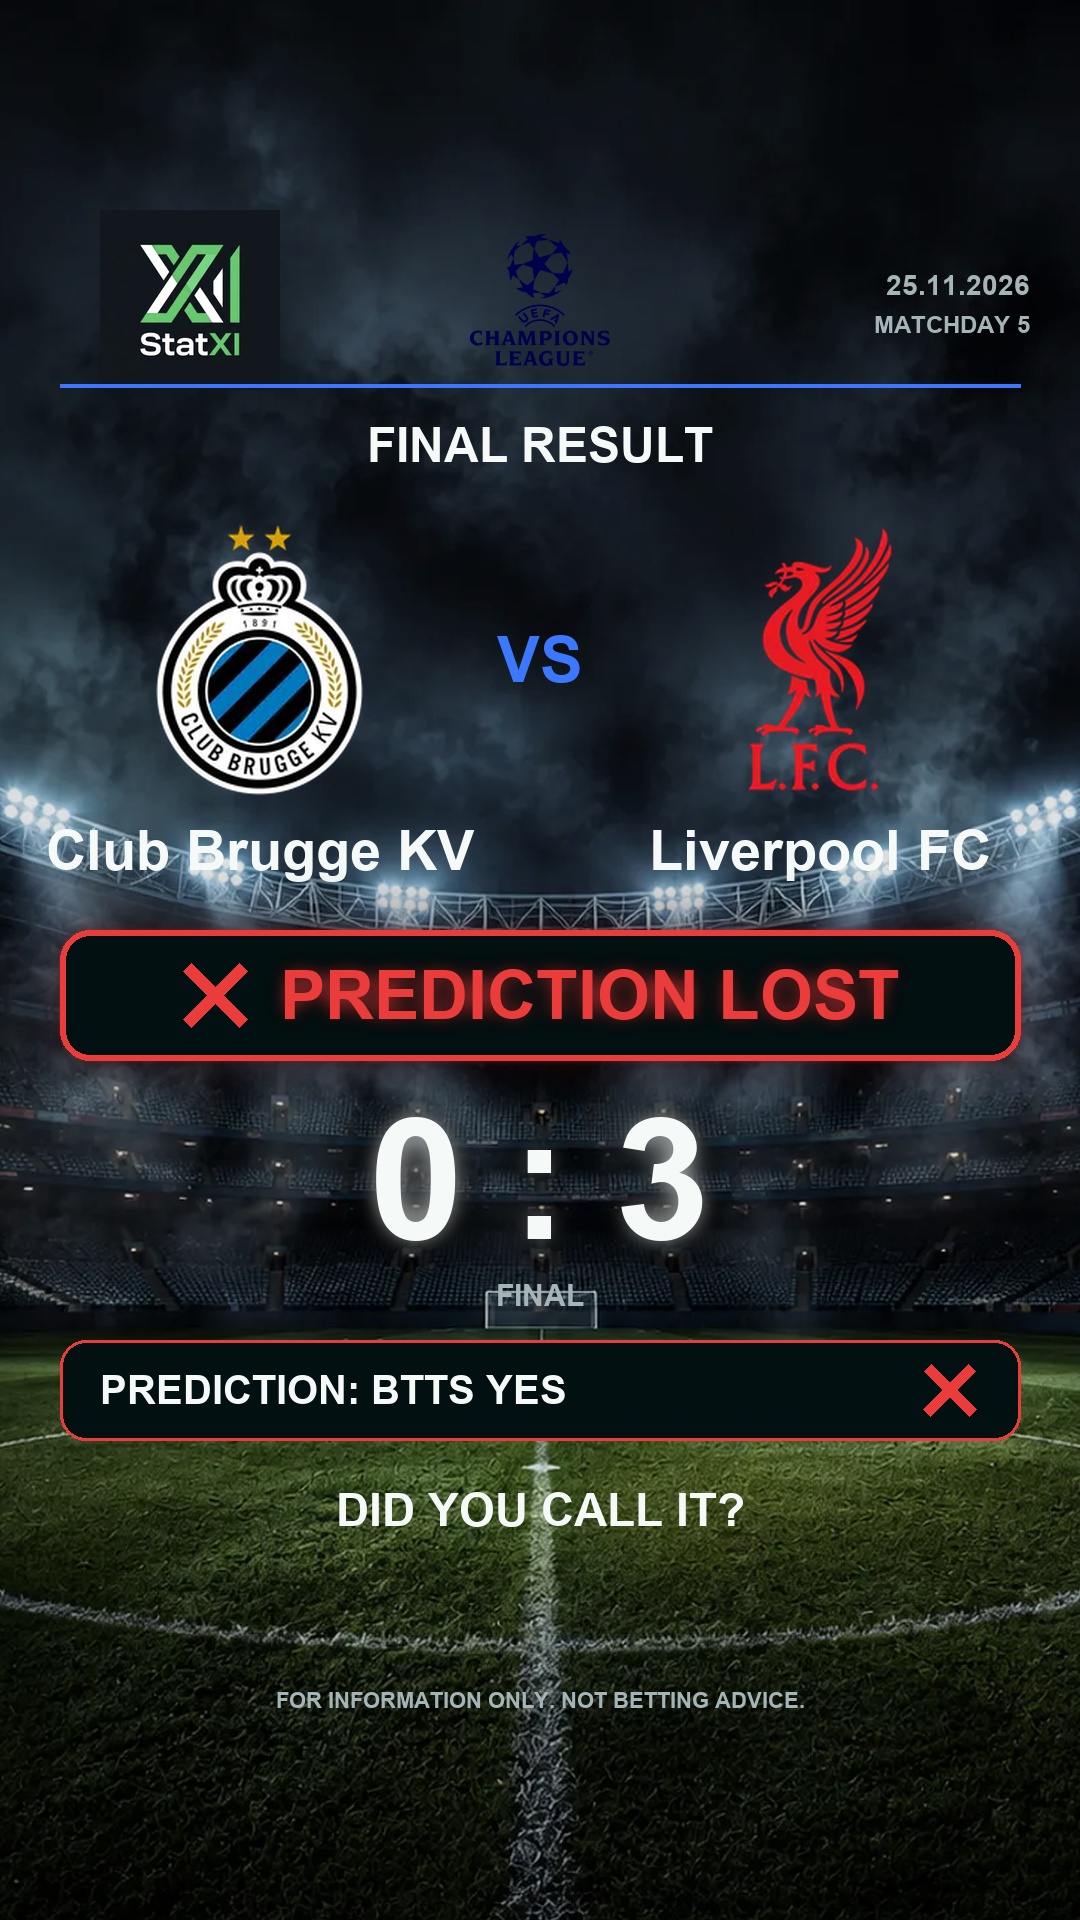 StatXI
UEFA
CHAMPIONS
LEAGUE
25.11.2026
MATCHDAY 5
FINAL RESULT
1891
CLUB BRUGGE KV
VS
L.F.C.
Club Brugge KV
Liverpool FC
PREDICTION LOST
0 : 3
FINAL
PREDICTION: BTTS YES
DID YOU CALL IT?
FOR INFORMATION ONLY. NOT BETTING ADVICE.